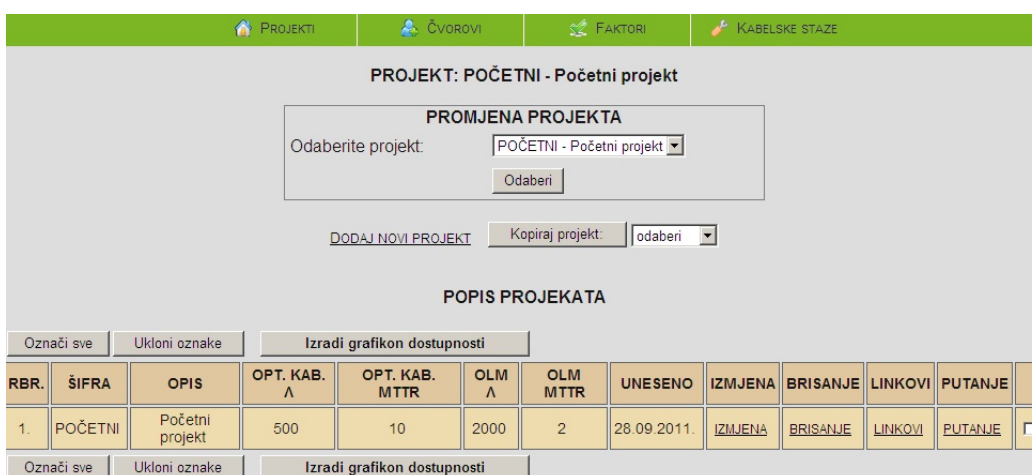 PROJEKTI ČVOROVI FAKTORI KABELSKE STAZE
PROJEKT: POČETNI - Početni projekt
PROMJENA PROJEKTA
Odaberite projekt: POČETNI - Početni projekt
Odaberi
DODAJ NOVI PROJEKT Kopiraj projekt: odaberi
POPIS PROJEKATA
Označi sve Ukloni oznake Izradi grafikon dostupnosti
RBR. ŠIFRA OPIS OPT. KAB. Λ OPT. KAB. MTTR OLM Λ OLM MTTR UNESENO IZMJENA BRISANJE LINKOVI PUTANJE
1. POČETNI Početni projekt 500 10 2000 2 28.09.2011. IZMJENA BRISANJE LINKOVI PUTANJE
Označi sve Ukloni oznake Izradi grafikon dostupnosti